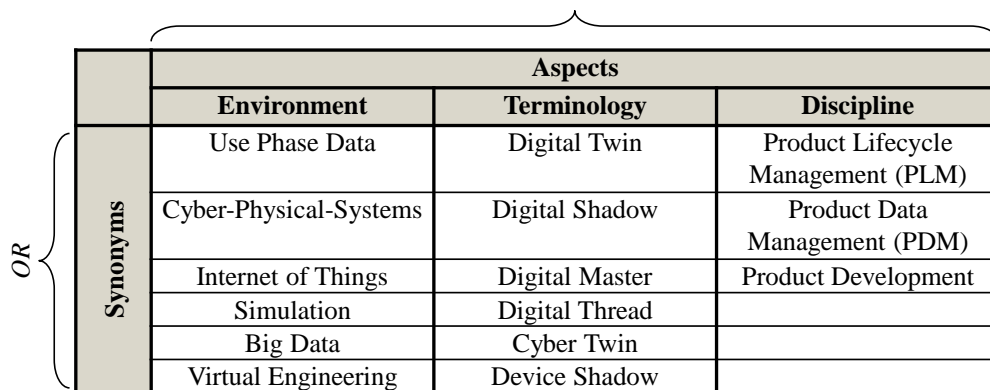 Aspects
Environment Terminology Discipline
OR
Synonyms
Use Phase Data Digital Twin Product Lifecycle
Management (PLM)
Cyber-Physical-Systems Digital Shadow Product Data
Management (PDM)
Internet of Things Digital Master Product Development
Simulation Digital Thread
Big Data Cyber Twin
Virtual Engineering Device Shadow